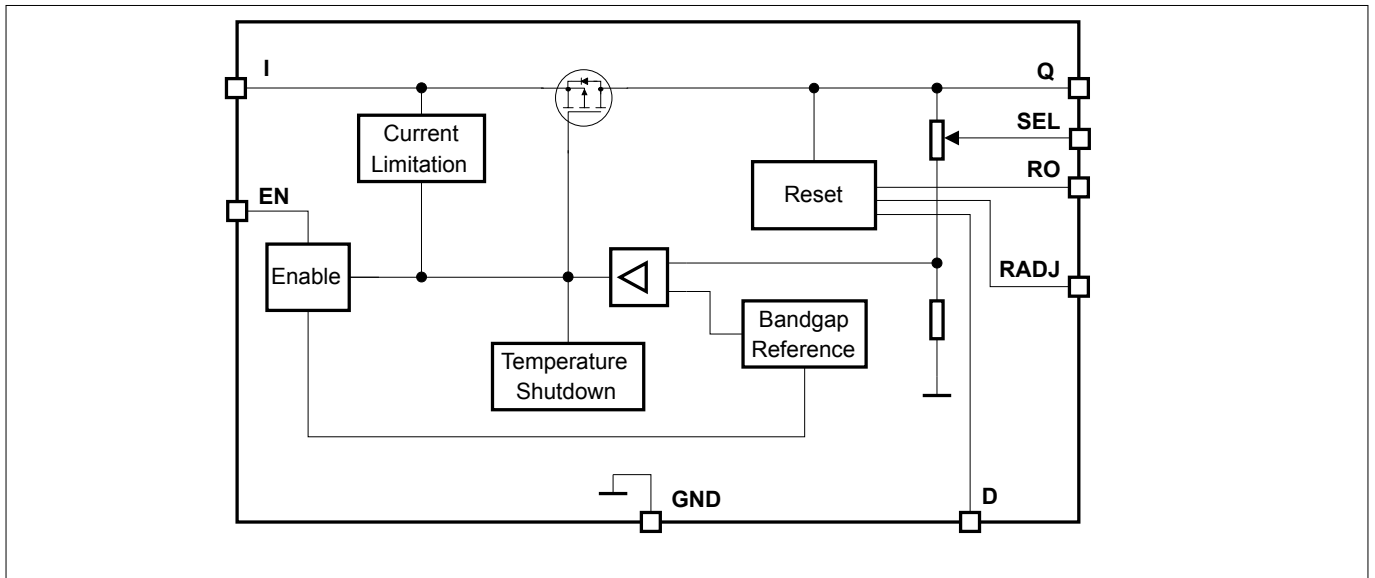 I
Q
Current
Limitation
SEL
RO
Reset
EN
Enable
RADJ
Bandgap
Reference
Temperature
Shutdown
GND
D